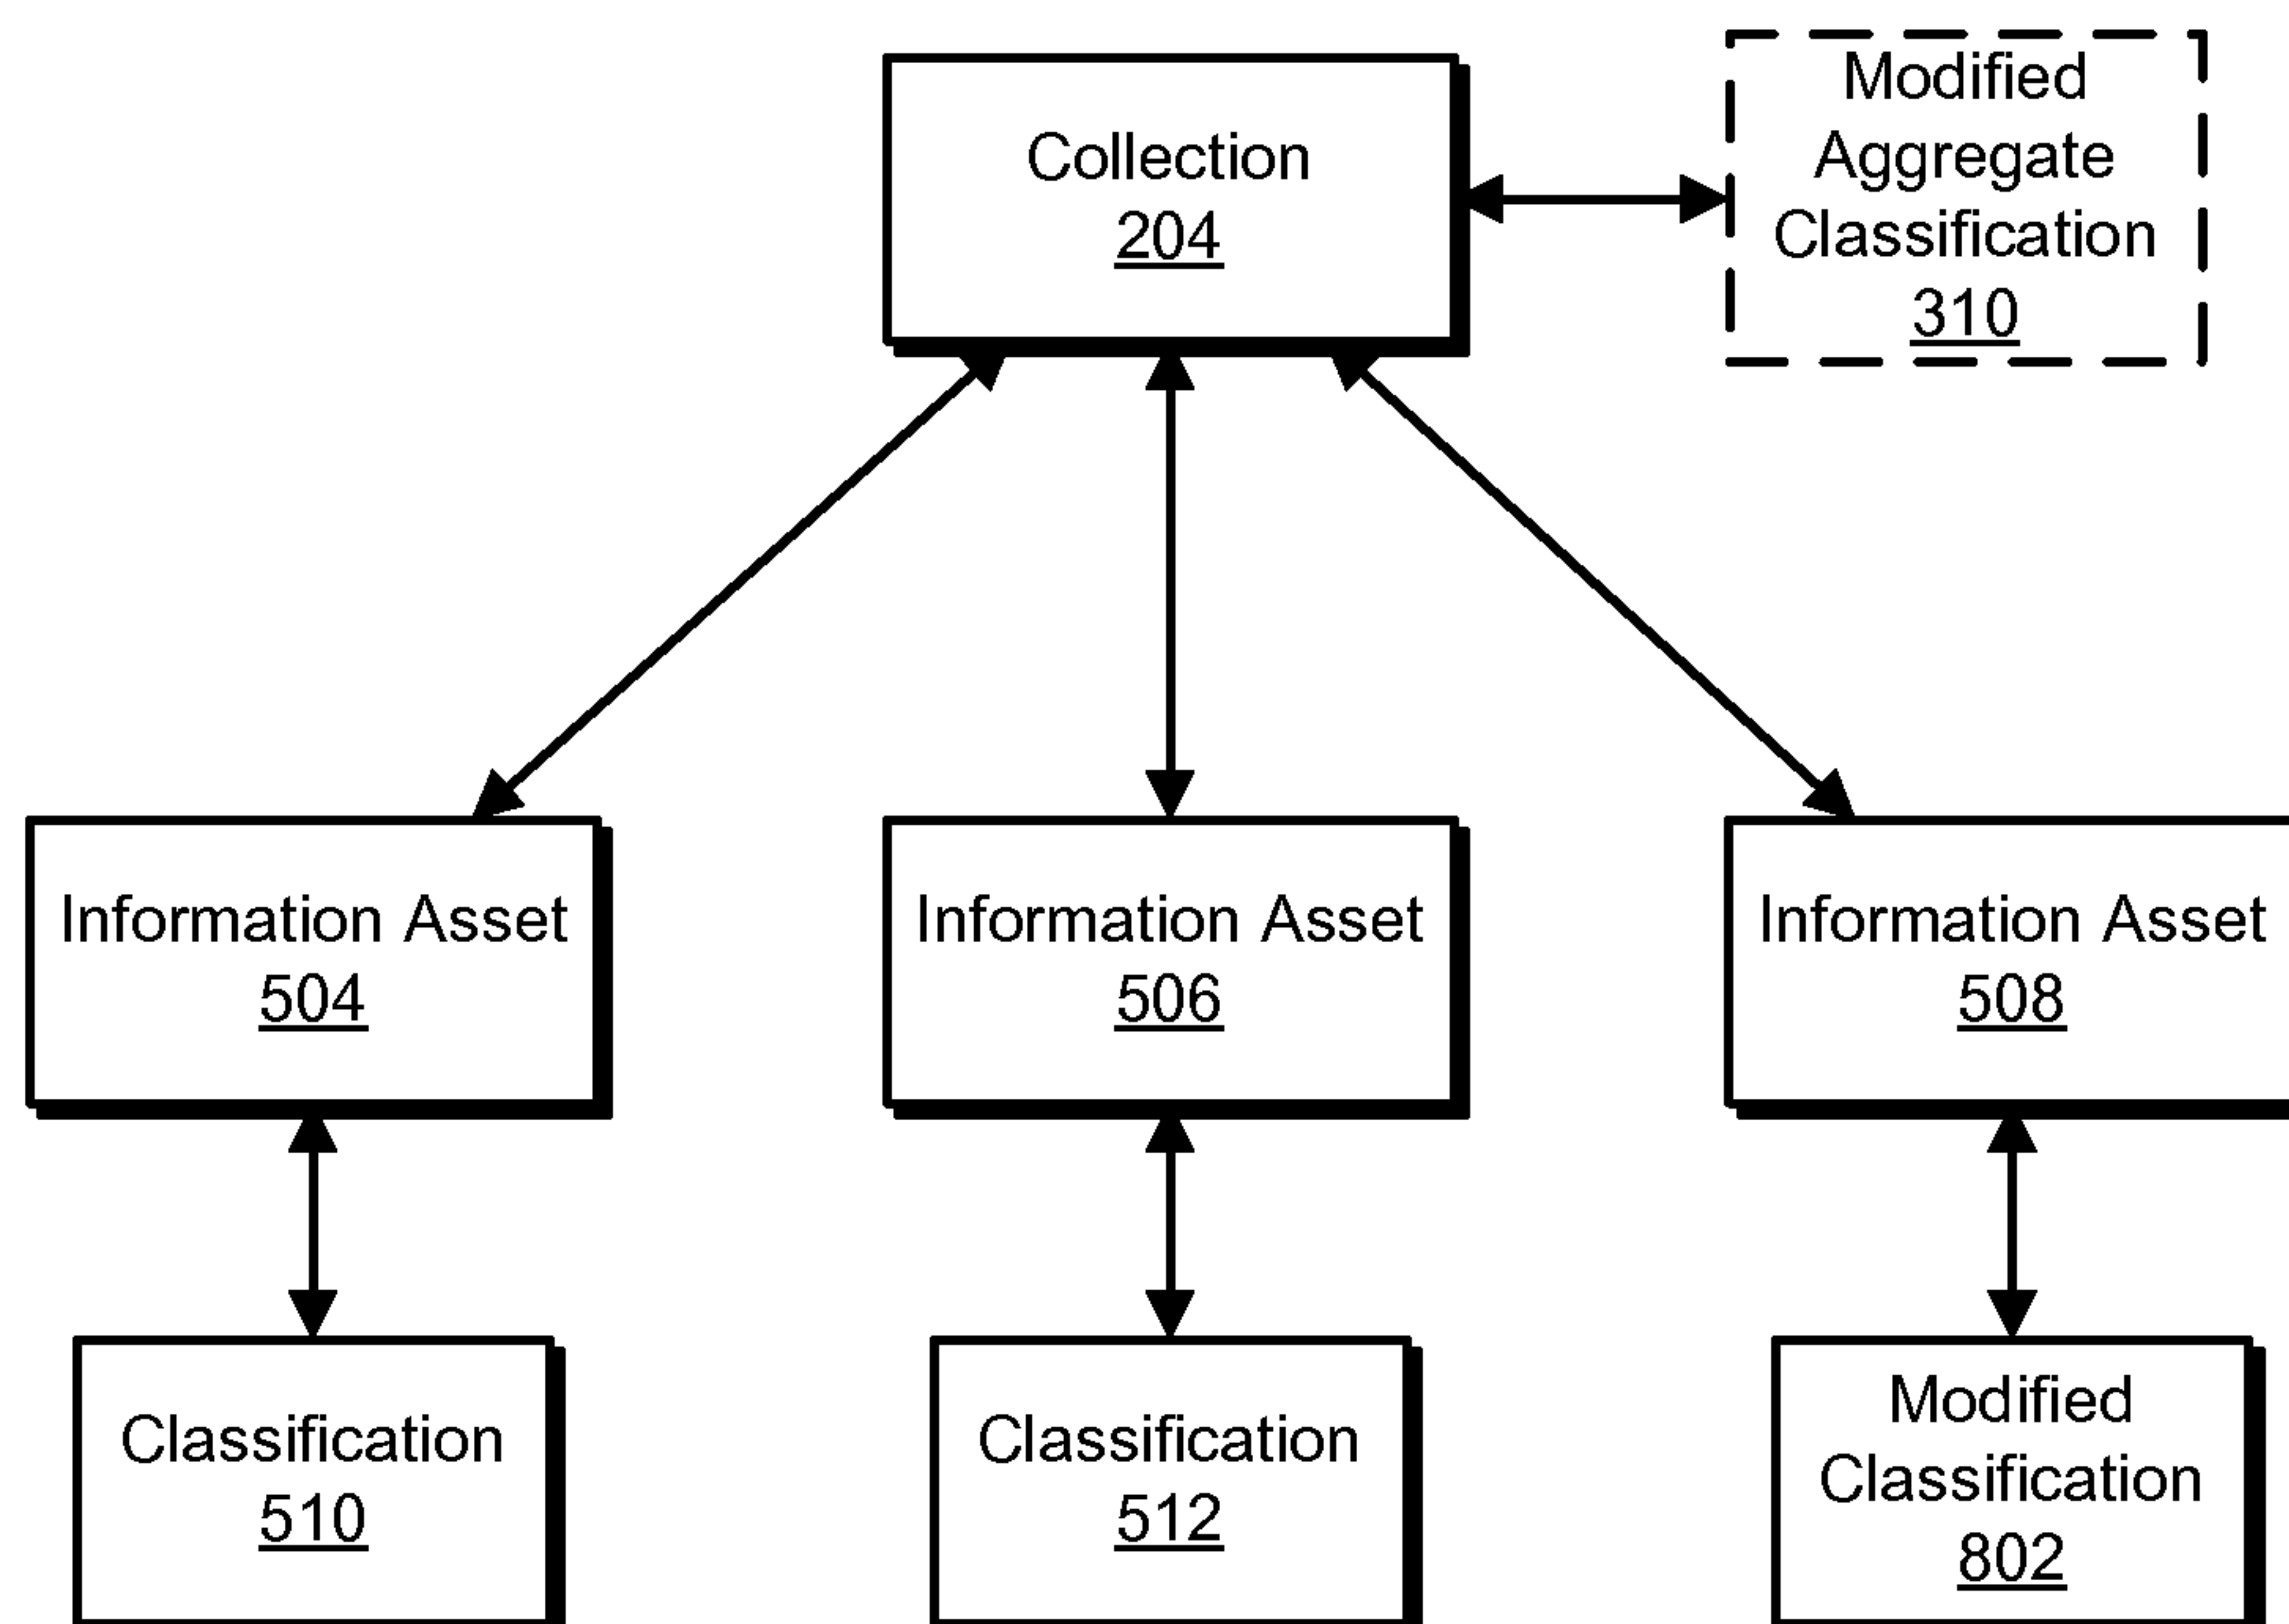 Collection
204
Modified
Aggregate
Classification
310
Information Asset
504
Information Asset
506
Information Asset
508
Classification
510
Classification
512
Modified
Classification
802